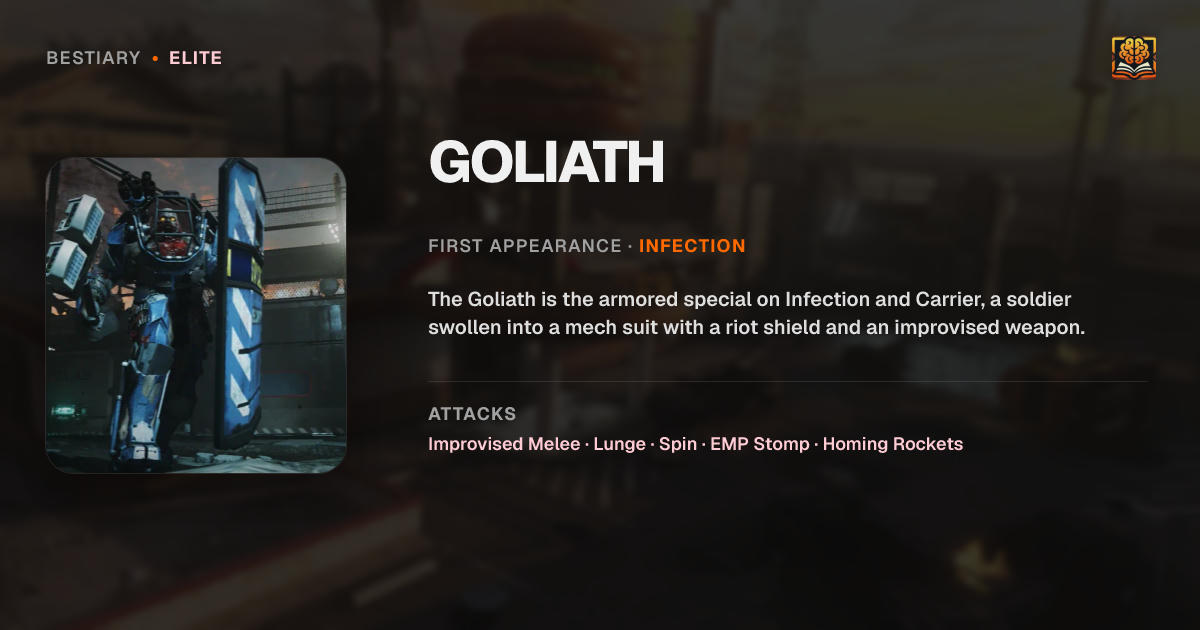 BESTIARY • ELITE
GOLIATH
FIRST APPEARANCE · INFECTION
The Goliath is the armored special on Infection and Carrier, a soldier
swollen into a mech suit with a riot shield and an improvised weapon.
ATTACKS
Improvised Melee · Lunge · Spin · EMP Stomp · Homing Rockets